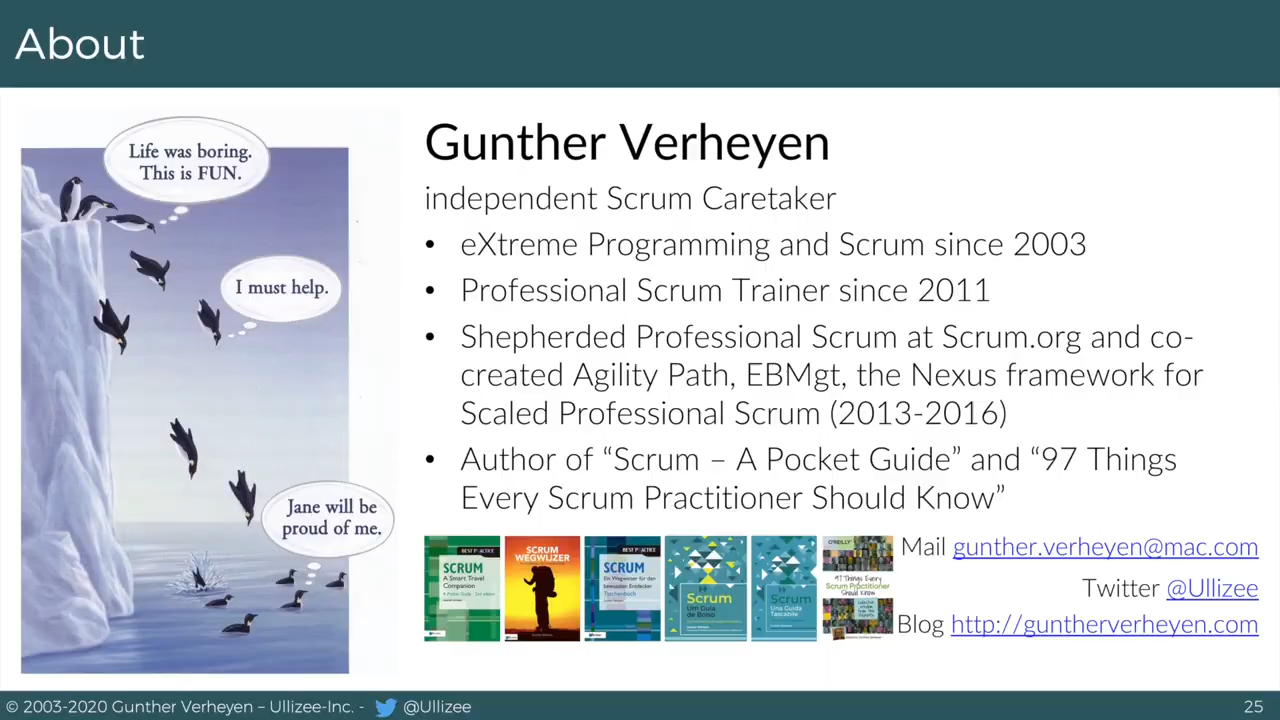 About
Life was boring.
This is FUN.
I must help.
Jane will be
proud of me.
Gunther Verheyen
independent Scrum Caretaker
• eXtreme Programming and Scrum since 2003
• Professional Scrum Trainer since 2011
• Shepherded Professional Scrum at Scrum.org and co-
created Agility Path, EBMgt, the Nexus framework for
Scaled Professional Scrum (2013-2016)
• Author of “Scrum – A Pocket Guide” and “97 Things
Every Scrum Practitioner Should Know”
BEST PRACTICE
SCRUM
A Smart Travel
Companion
SCRUM
WEGWIJZER
BEST PRACTICE
SCRUM
Ein Wegweiser für den
bewussten Entdecker
Taschenbuch
Scrum
Um Guia
de Bolso
Scrum
Una Guida
Tascabile
O'REILLY
97 Things Every
Scrum Practitioner
Should Know
Mail gunther.verheyen@mac.com
Twitter @Ullizee
Blog http://guntherverheyen.com
© 2003-2020 Gunther Verheyen – Ullizee-Inc. - @Ullizee
25